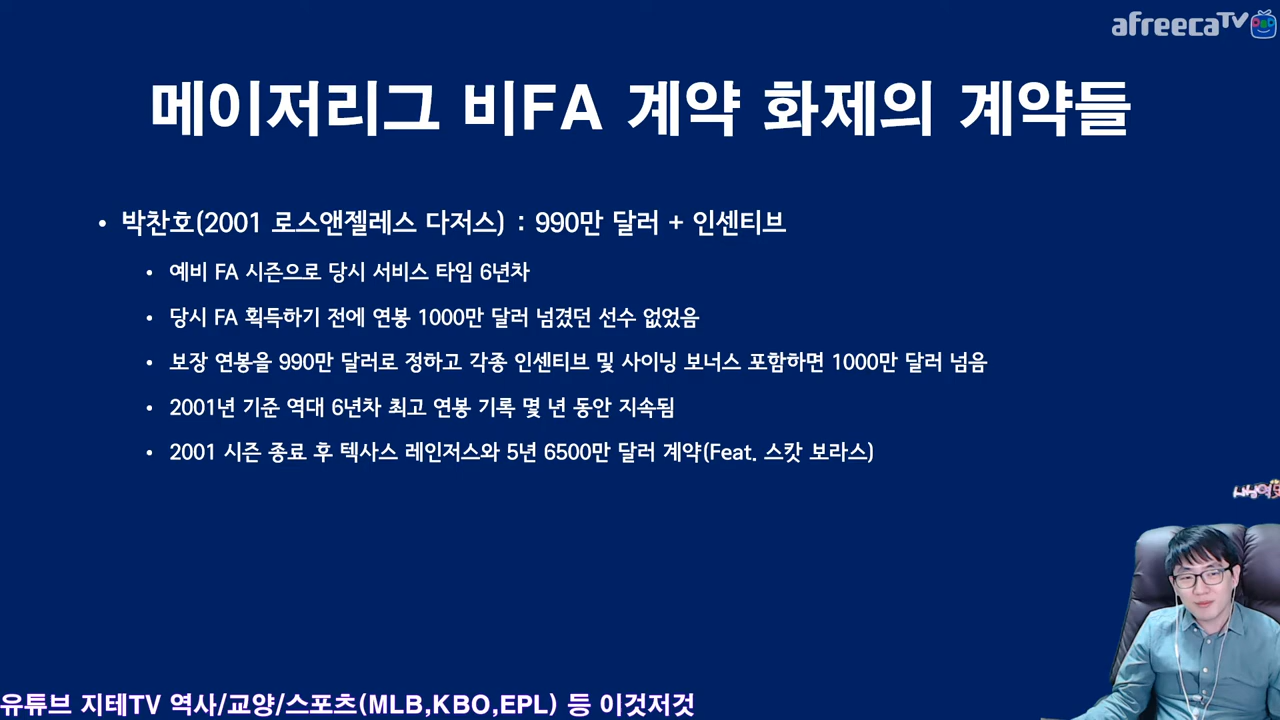 afreecaTV
메이저리그 비FA 계약 화제의 계약들
• 박찬호(2001 로스앤젤레스 다저스) : 990만 달러 + 인센티브
• 예비 FA 시즌으로 당시 서비스 타임 6년차
• 당시 FA 획득하기 전에 연봉 1000만 달러 넘겼던 선수 없었음
• 보장 연봉을 990만 달러로 정하고 각종 인센티브 및 사이닝 보너스 포함하면 1000만 달러 넘음
• 2001년 기준 역대 6년차 최고 연봉 기록 몇 년 동안 지속됨
• 2001 시즌 종료 후 텍사스 레인저스와 5년 6500만 달러 계약(Feat. 스캇 보라스)
유튜브 지테TV 역사/교양/스포츠(MLB,KBO,EPL) 등 이것저것